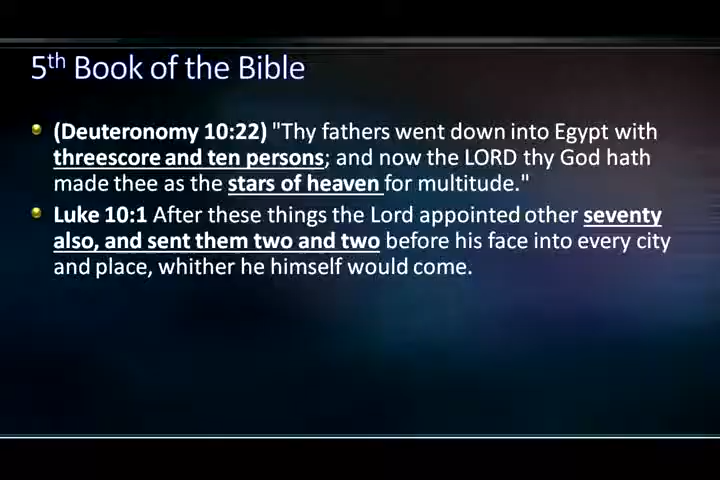 5th Book of the Bible
(Deuteronomy 10:22) "Thy fathers went down into Egypt with
threescore and ten persons; and now the LORD thy God hath
made thee as the stars of heaven for multitude."
Luke 10:1 After these things the Lord appointed other seventy
also, and sent them two and two before his face into every city
and place, whither he himself would come.